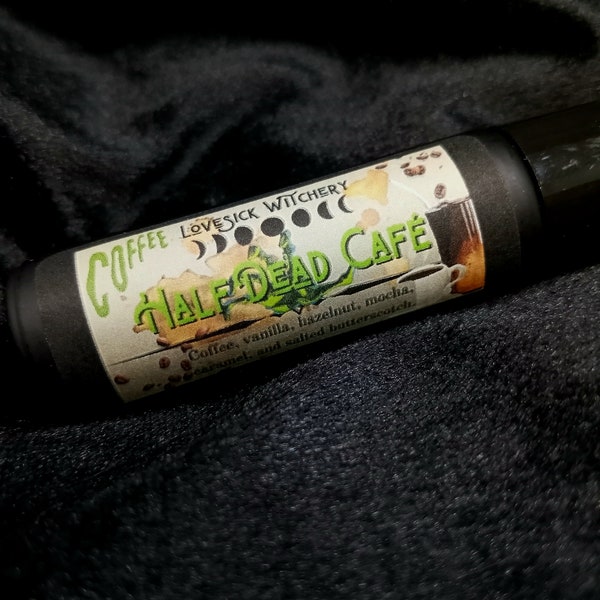 COFFEE
LOVESICK WITCHERY
HALF DEAD CAFÉ
Coffee, vanilla, hazelnut, mocha,
caramel, and salted butterscotch.